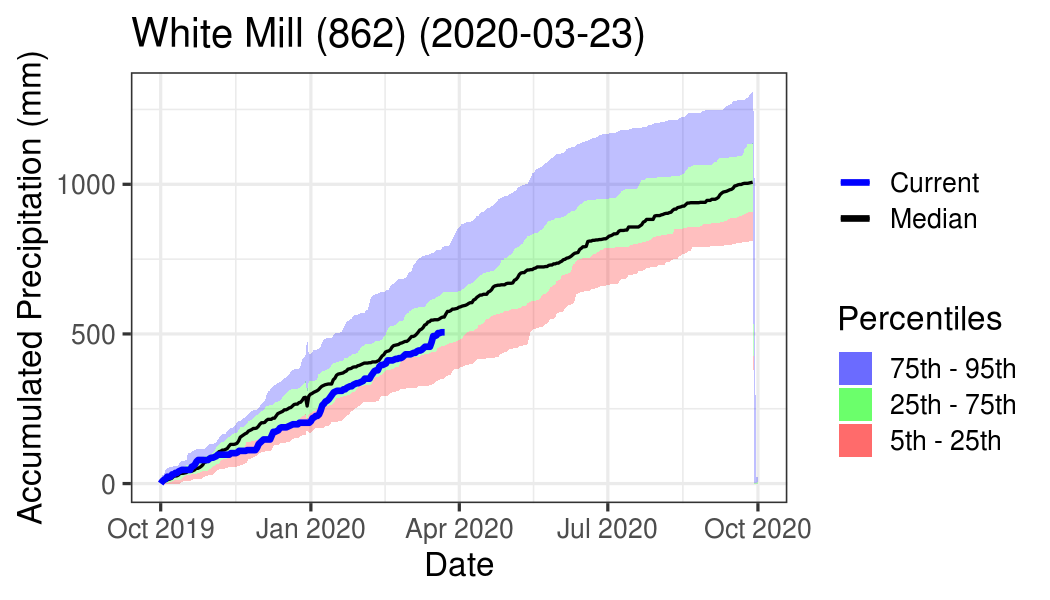 White Mill (862) (2020-03-23)
Accumulated Precipitation (mm)
1000
500
0
Oct 2019
Jan 2020
Apr 2020
Jul 2020
Oct 2020
Date
Current
Median
Percentiles
75th - 95th
25th - 75th
5th - 25th